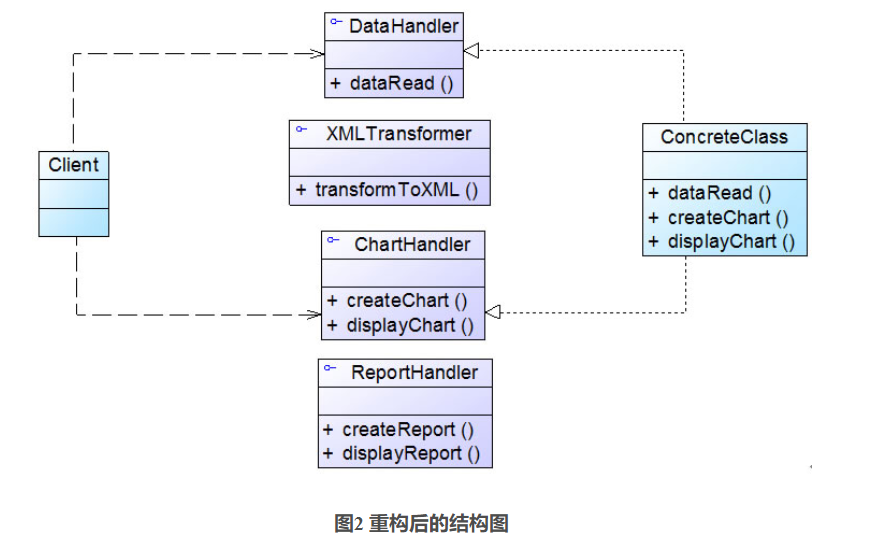 DataHandler
+ dataRead ()
XMLTransformer
+ transformToXML ()
Client
ConcreteClass
+ dataRead ()
+ createChart ()
+ displayChart ()
ChartHandler
+ createChart ()
+ displayChart ()
ReportHandler
+ createReport ()
+ displayReport ()
图2 重构后的结构图